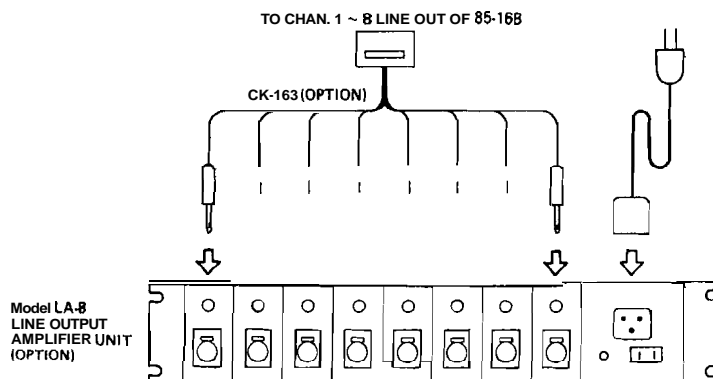 TO CHAN. 1 ~ 8 LINE OUT OF 85-16B
CK-163 (OPTION)
Model LA-8
LINE OUTPUT
AMPLIFIER UNIT
(OPTION)